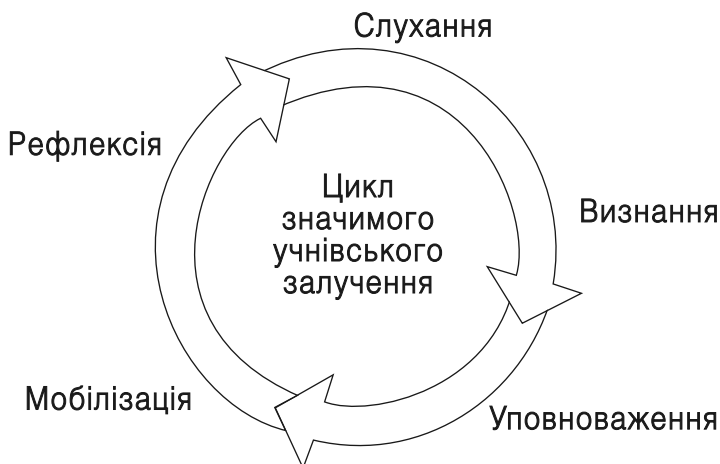 Слухання
Рефлексія
Цикл
значимого
учнівського
залучення
Визнання
Мобілізація
Уповноваження